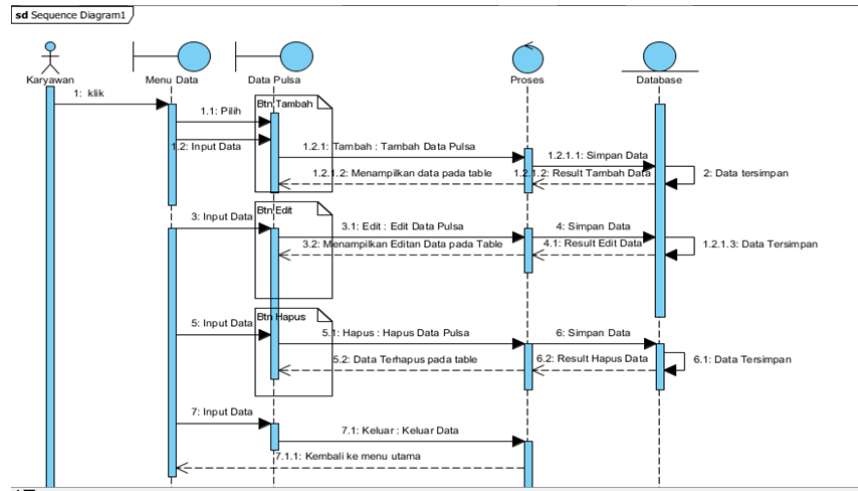 sd Sequence Diagram1
Karyawan
Menu Data
Data Pulsa
Proses
Database
1: klik
Btn Tambah
1.1: Pilih
1.2: Input Data
1.2.1: Tambah : Tambah Data Pulsa
1.2.1.1: Simpan Data
1.2.1.2: Menampilkan data pada table
1.2.1.2: Result Tambah Data
2: Data tersimpan
Btn Edit
3: Input Data
3.1: Edit : Edit Data Pulsa
4: Simpan Data
3.2: Menampilkan Editan Data pada Table
4.1: Result Edit Data
1.2.1.3: Data Tersimpan
Btn Hapus
5: Input Data
5.1: Hapus : Hapus Data Pulsa
6: Simpan Data
5.2: Data Terhapus pada table
6.2: Result Hapus Data
6.1: Data Tersimpan
7: Input Data
7.1: Keluar : Keluar Data
7.1.1: Kembali ke menu utama